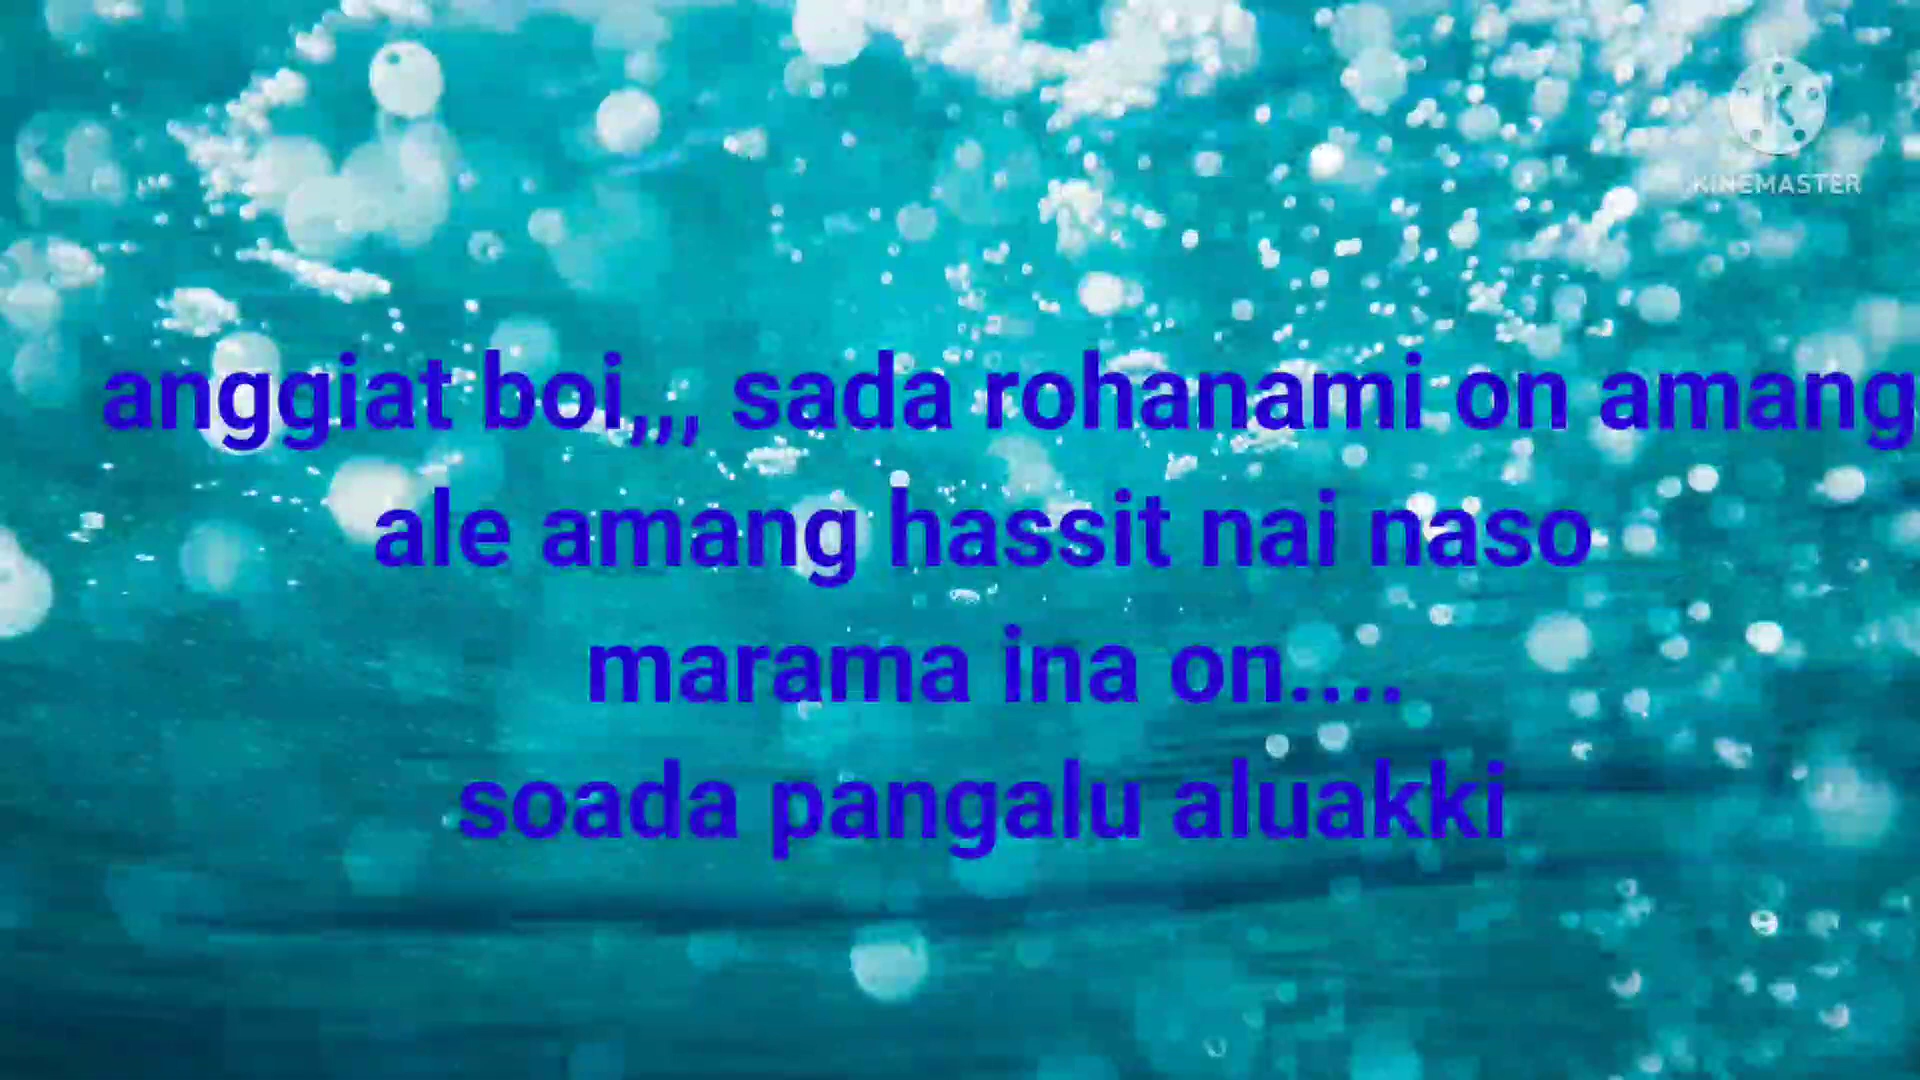 KINEMASTER
anggiat boi,,, sada rohanami on amang
ale amang hassit nai naso
marama ina on....
soada pangalu aluakki